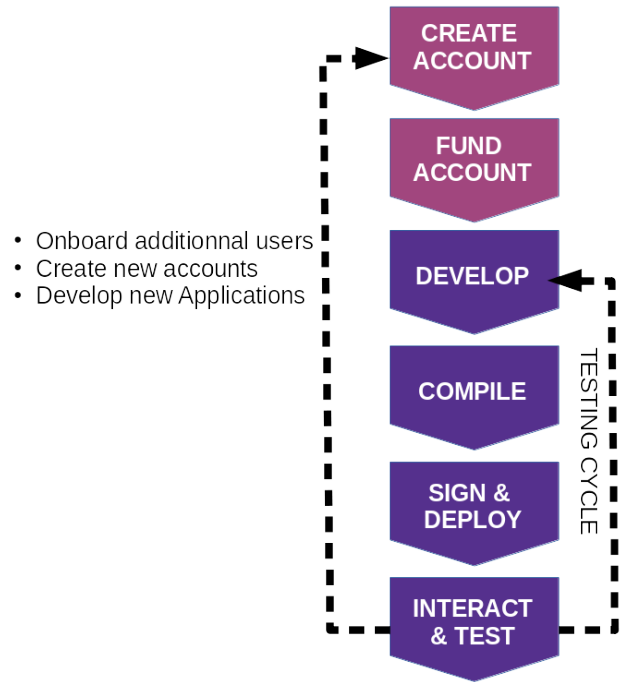 CREATE
ACCOUNT
FUND
ACCOUNT
• Onboard additionnal users
• Create new accounts
• Develop new Applications
DEVELOP
COMPILE
SIGN &
DEPLOY
INTERACT
& TEST
TESTING CYCLE